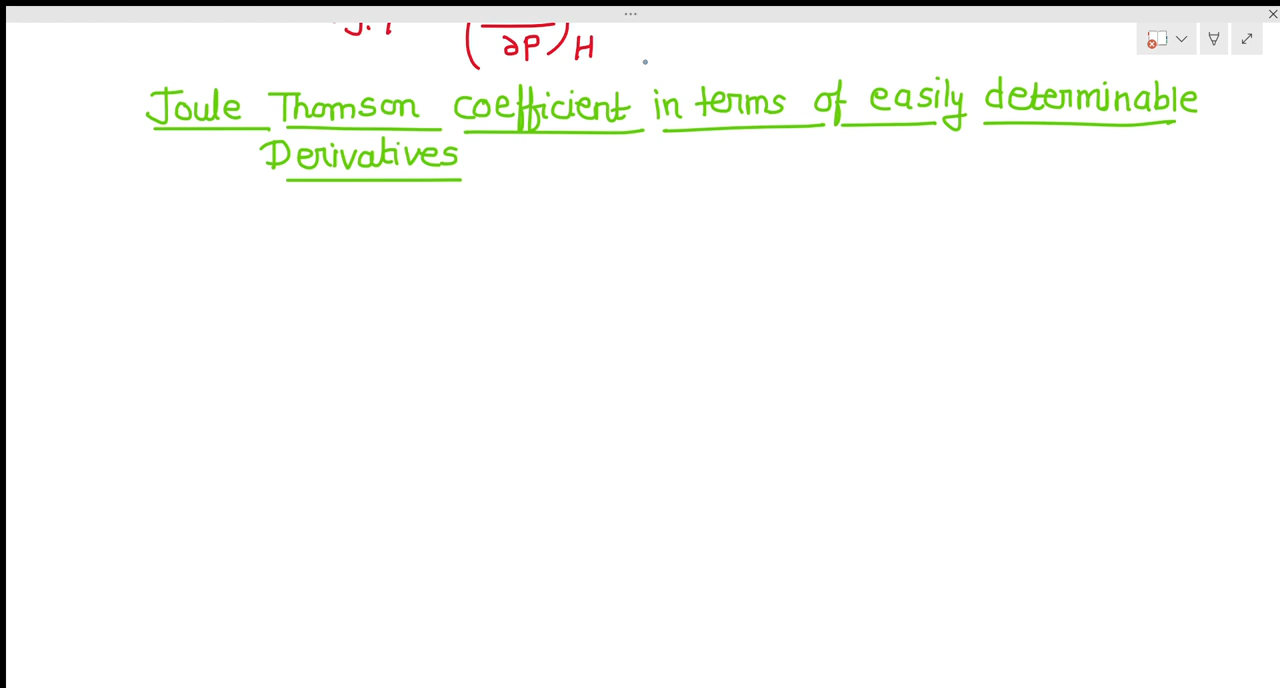 ∂P H
Joule Thomson coefficient in terms of easily determinable
Derivatives